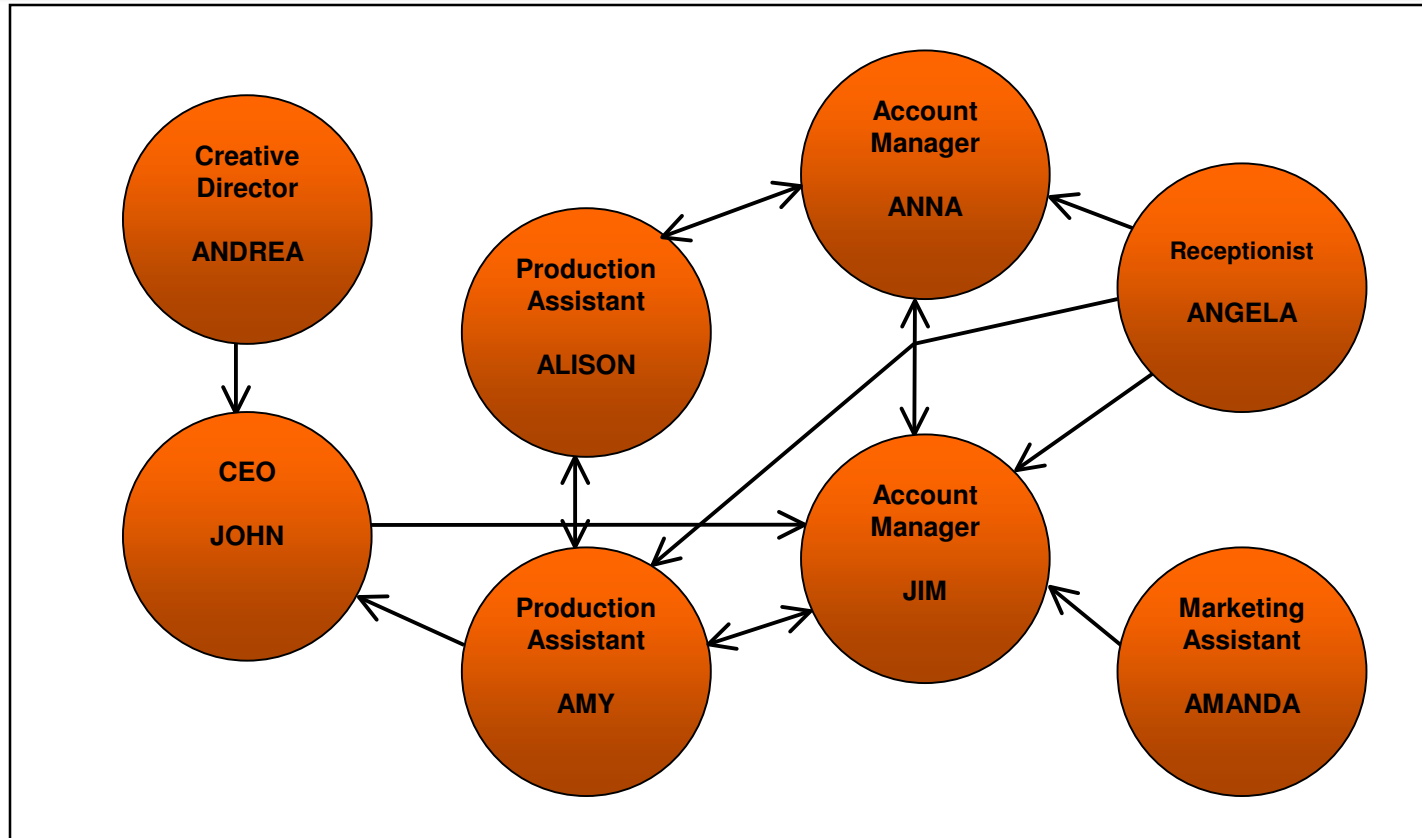 Creative
Director
ANDREA
Production
Assistant
ALISON
Account
Manager
ANNA
Receptionist
ANGELA
CEO
JOHN
Production
Assistant
AMY
Account
Manager
JIM
Marketing
Assistant
AMANDA